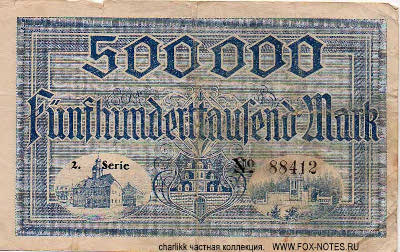 500 000
Fünfhunderttausend Mark
2. Serie
No 88412
charlikk частная коллекция.
www.FOX-NOTES.RU